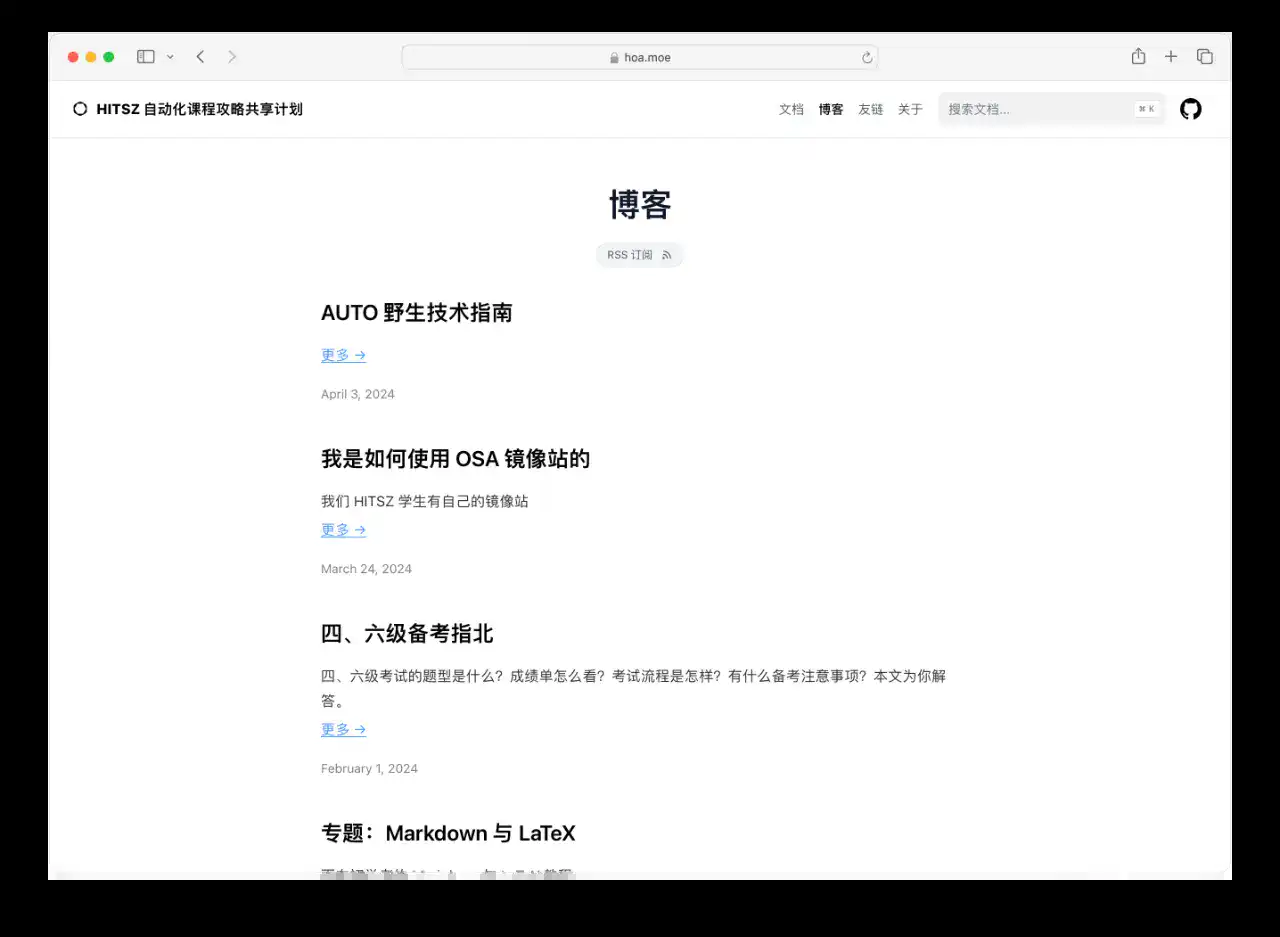 hoa.moe
HITSZ 自动化课程攻略共享计划
文档 博客 友链 关于 搜索文档... ⌘ K
博客
RSS 订阅
AUTO 野生技术指南
更多 →
April 3, 2024
我是如何使用 OSA 镜像站的
我们 HITSZ 学生有自己的镜像站
更多 →
March 24, 2024
四、六级备考指北
四、六级考试的题型是什么？成绩单怎么看？考试流程是怎样？有什么备考注意事项？本文为你解
答。
更多 →
February 1, 2024
专题：Markdown 与 LaTeX